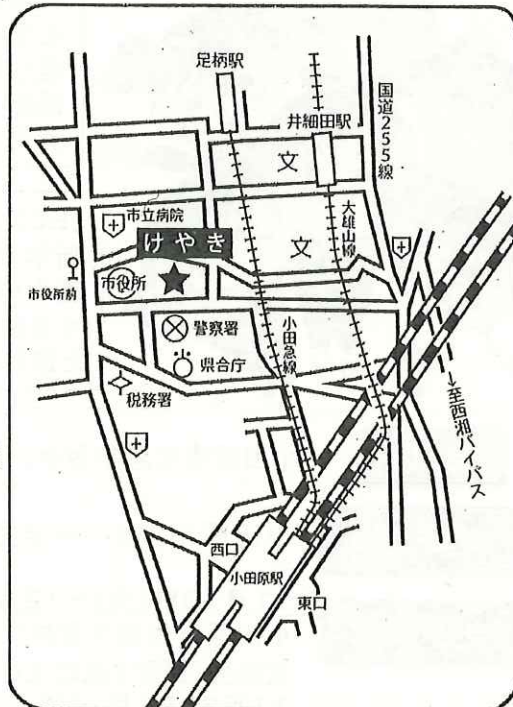 足柄駅
井細田駅
国道255線
文
市立病院
大雄山線
けやき
文
市役所前
市役所
警察署
小田急線
県合庁
税務署
→至西湘バイパス
西口
小田原駅
東口